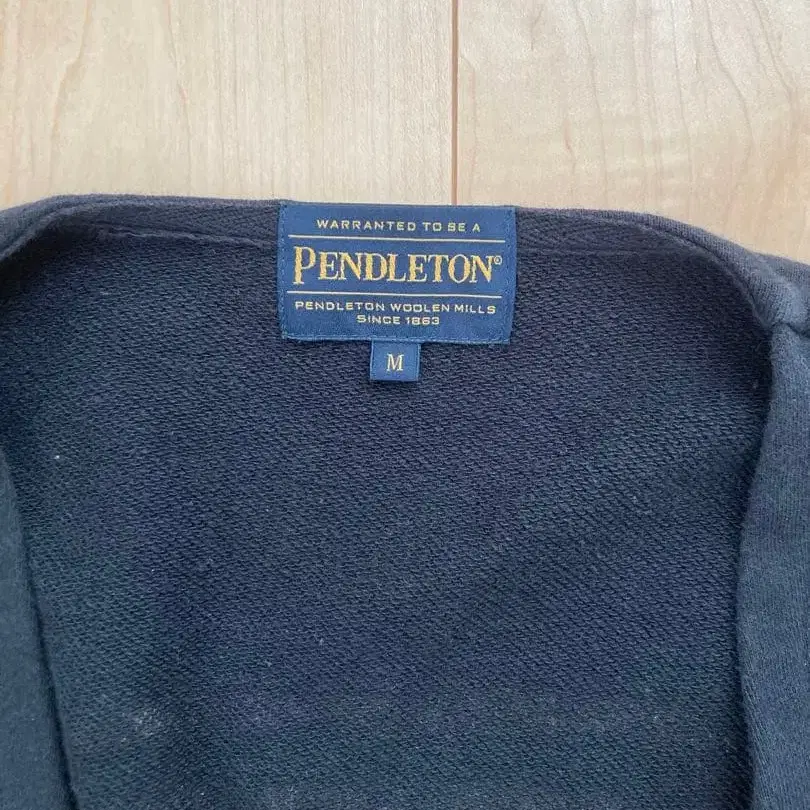 WARRANTED TO BE A
PENDLETON®
PENDLETON WOOLEN MILLS
SINCE 1863
M